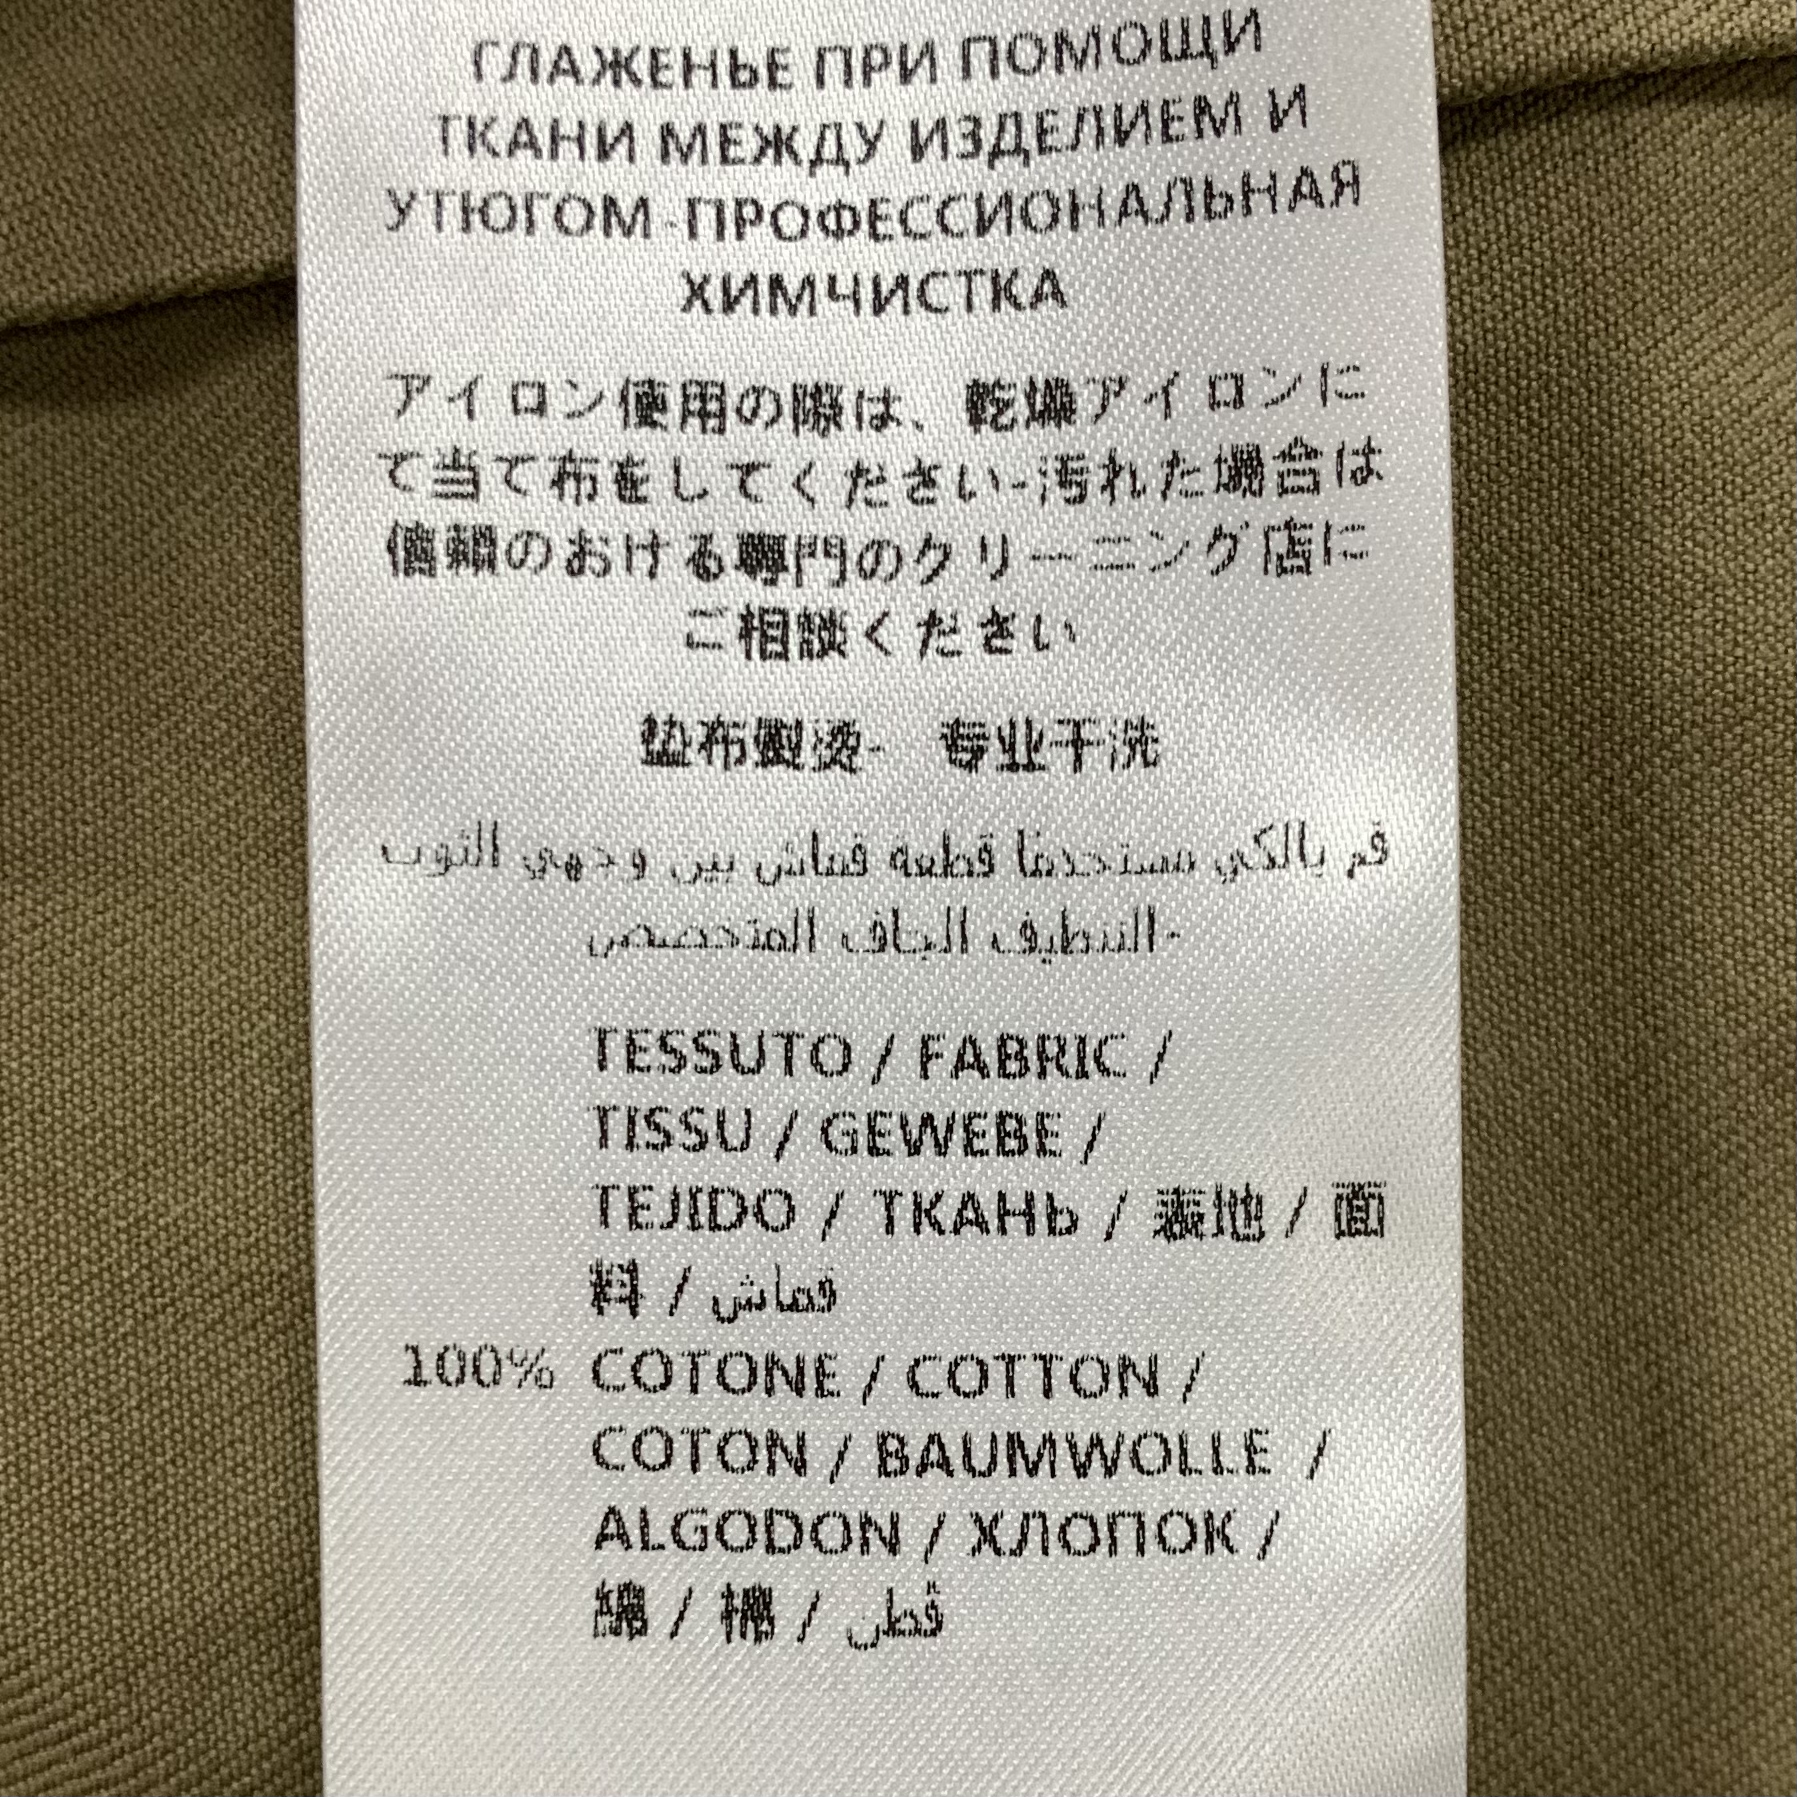 ГЛАЖЕНЬЕ ПРИ ПОМОЩИ
ТКАНИ МЕЖДУ ИЗДЕЛИЕМ И
УТЮГОМ-ПРОФЕССИОНАЛЬНАЯ
ХИМЧИСТКА
アイロン使用の際は、乾燥アイロンに
て当て布をしてください-汚れた場合は
信頼のおける専門のクリーニング店に
ご相談ください
垫布熨烫- 专业干洗
قم بالكي مستخدمًا قطعة قماش بين وجهي الثوب
-التنظيف الجاف المتخصص
TESSUTO / FABRIC /
TISSU / GEWEBE /
TEJIDO / ТКАНЬ / 表地 / 面
料 / قماش
100% COTONE / COTTON /
COTON / BAUMWOLLE /
ALGODON / ХЛОПОК /
綿 / 棉 / قطن